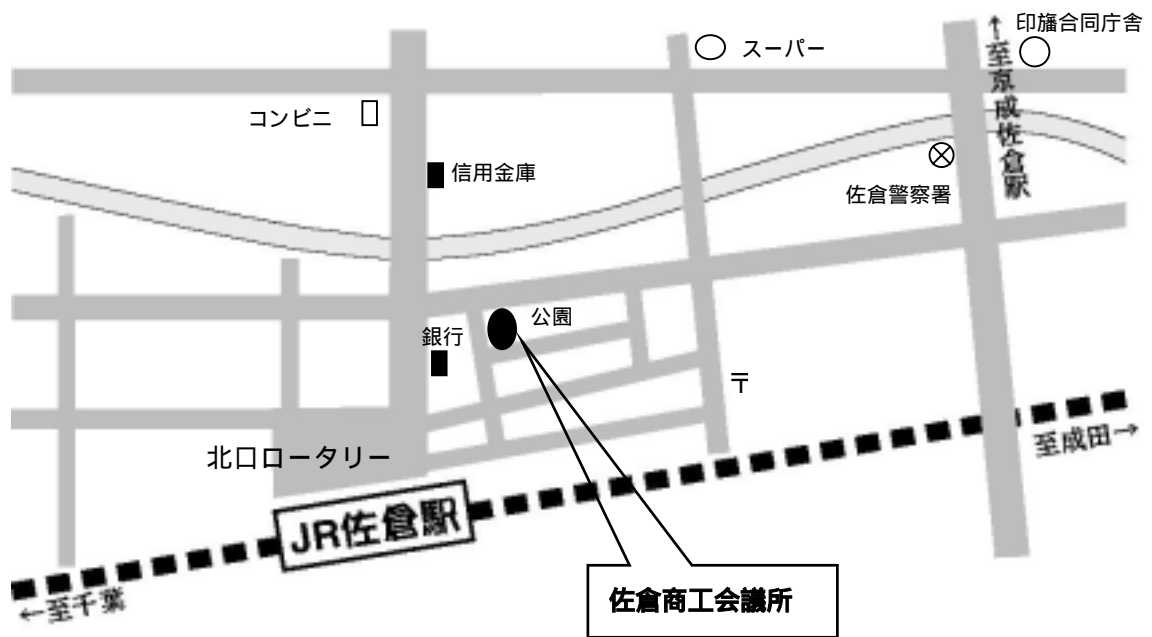 印旛合同庁舎
スーパー
↑至京成佐倉駅
コンビニ
信用金庫
佐倉警察署
公園
銀行
〒
北口ロータリー
至成田→
JR佐倉駅
←至千葉
佐倉商工会議所